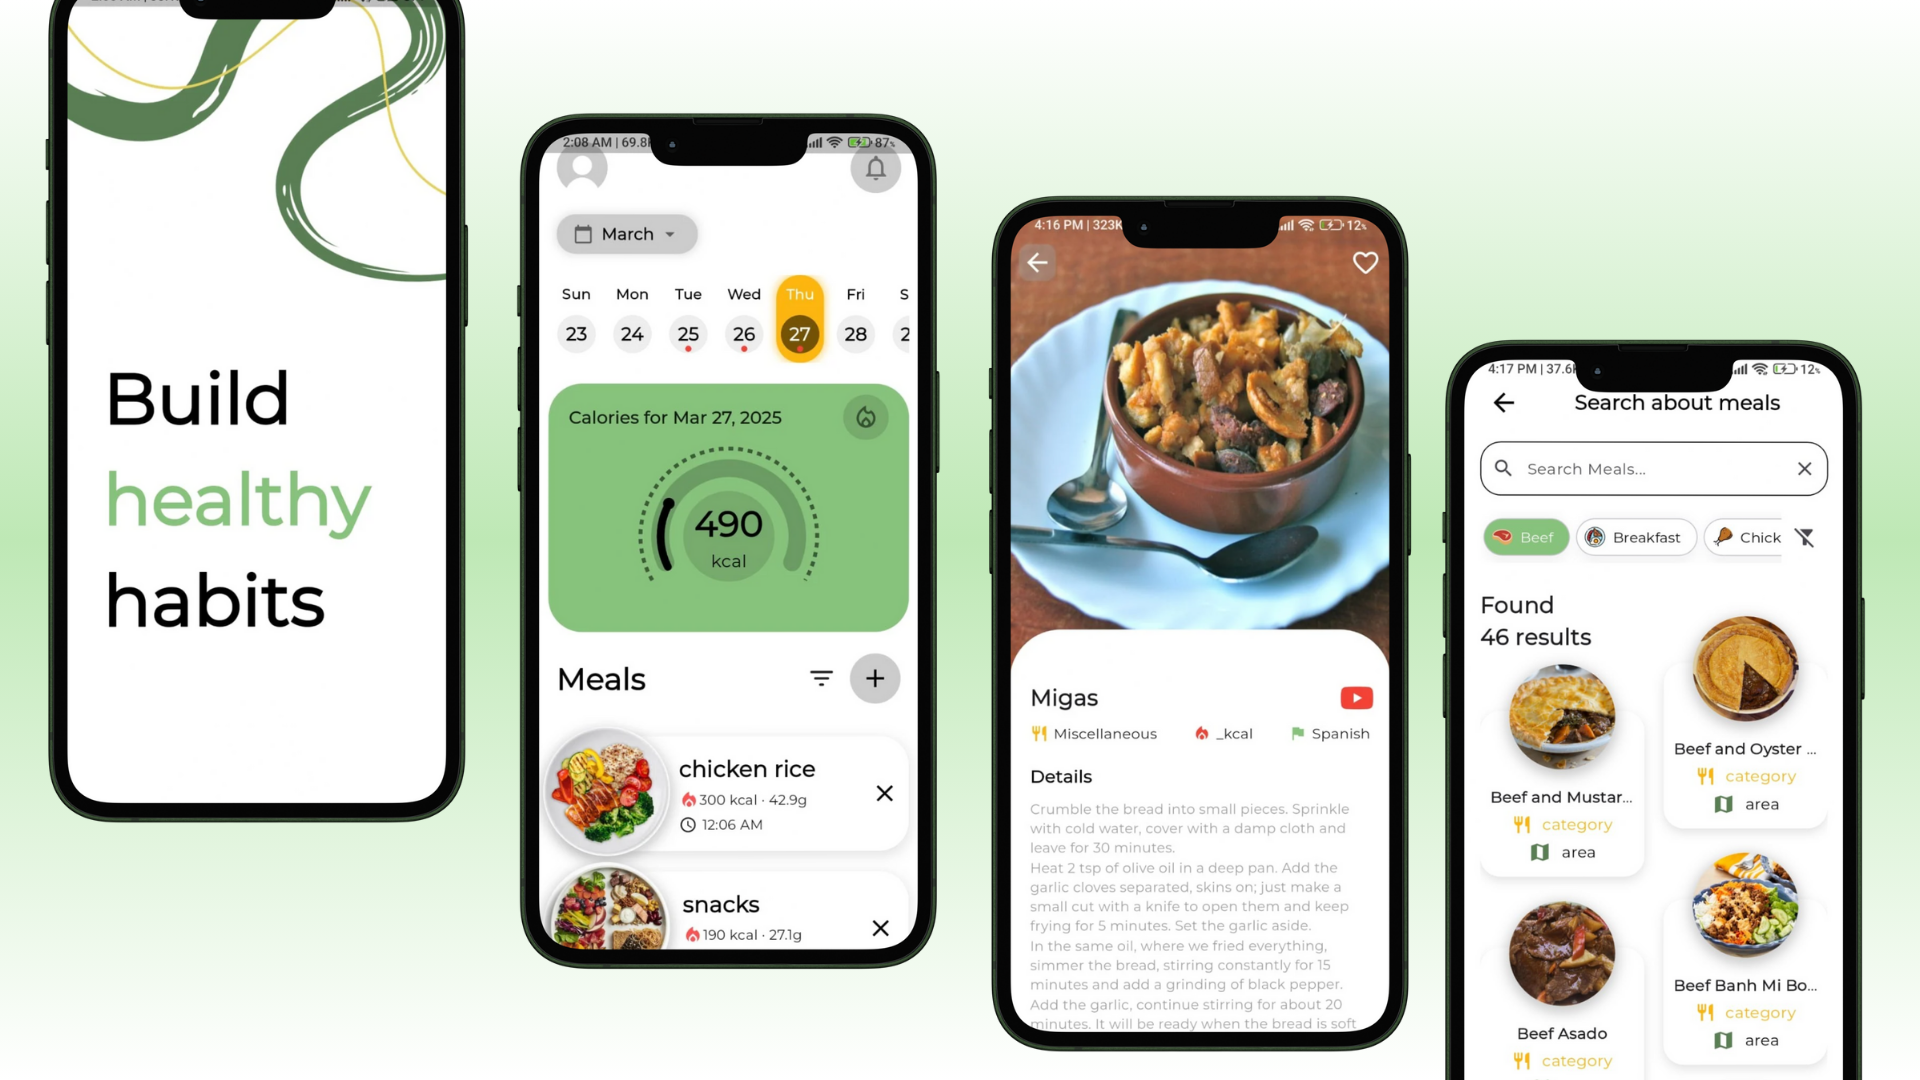 Build
healthy
habits
2:08 AM | 69.8
87%
March
Sun Mon Tue Wed Thu Fri S
23 24 25 26 27 28 2
Calories for Mar 27, 2025
490
kcal
Meals
chicken rice
300 kcal · 42.9g
12:06 AM
snacks
190 kcal · 27.1g
4:16 PM | 323K
12%
Migas
Miscellaneous _kcal Spanish
Details
Crumble the bread into small pieces. Sprinkle
with cold water, cover with a damp cloth and
leave for 30 minutes.
Heat 2 tsp of olive oil in a deep pan. Add the
garlic cloves separated, skins on; just make a
small cut with a knife to open them and keep
frying for 5 minutes. Set the garlic aside.
In the same oil, where we fried everything,
simmer the bread, stirring constantly for 15
minutes and add a grinding of black pepper.
Add the garlic, continue stirring for about 20
minutes. It will be ready when the bread is soft
4:17 PM | 37.6
12%
Search about meals
Search Meals...
Beef Breakfast Chick
Found
46 results
Beef and Mustar...
category
area
Beef Asado
category
Beef and Oyster ...
category
area
Beef Banh Mi Bo...
category
area